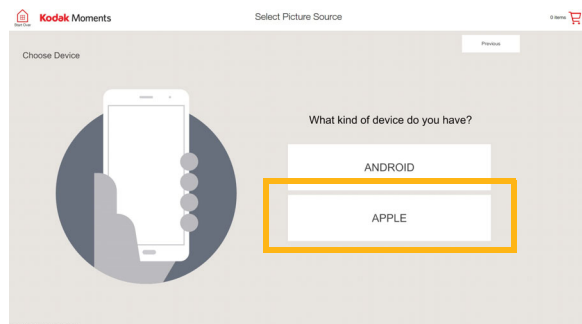 Start Over
Kodak Moments
Select Picture Source
0 items
Previous
Choose Device
What kind of device do you have?
ANDROID
APPLE